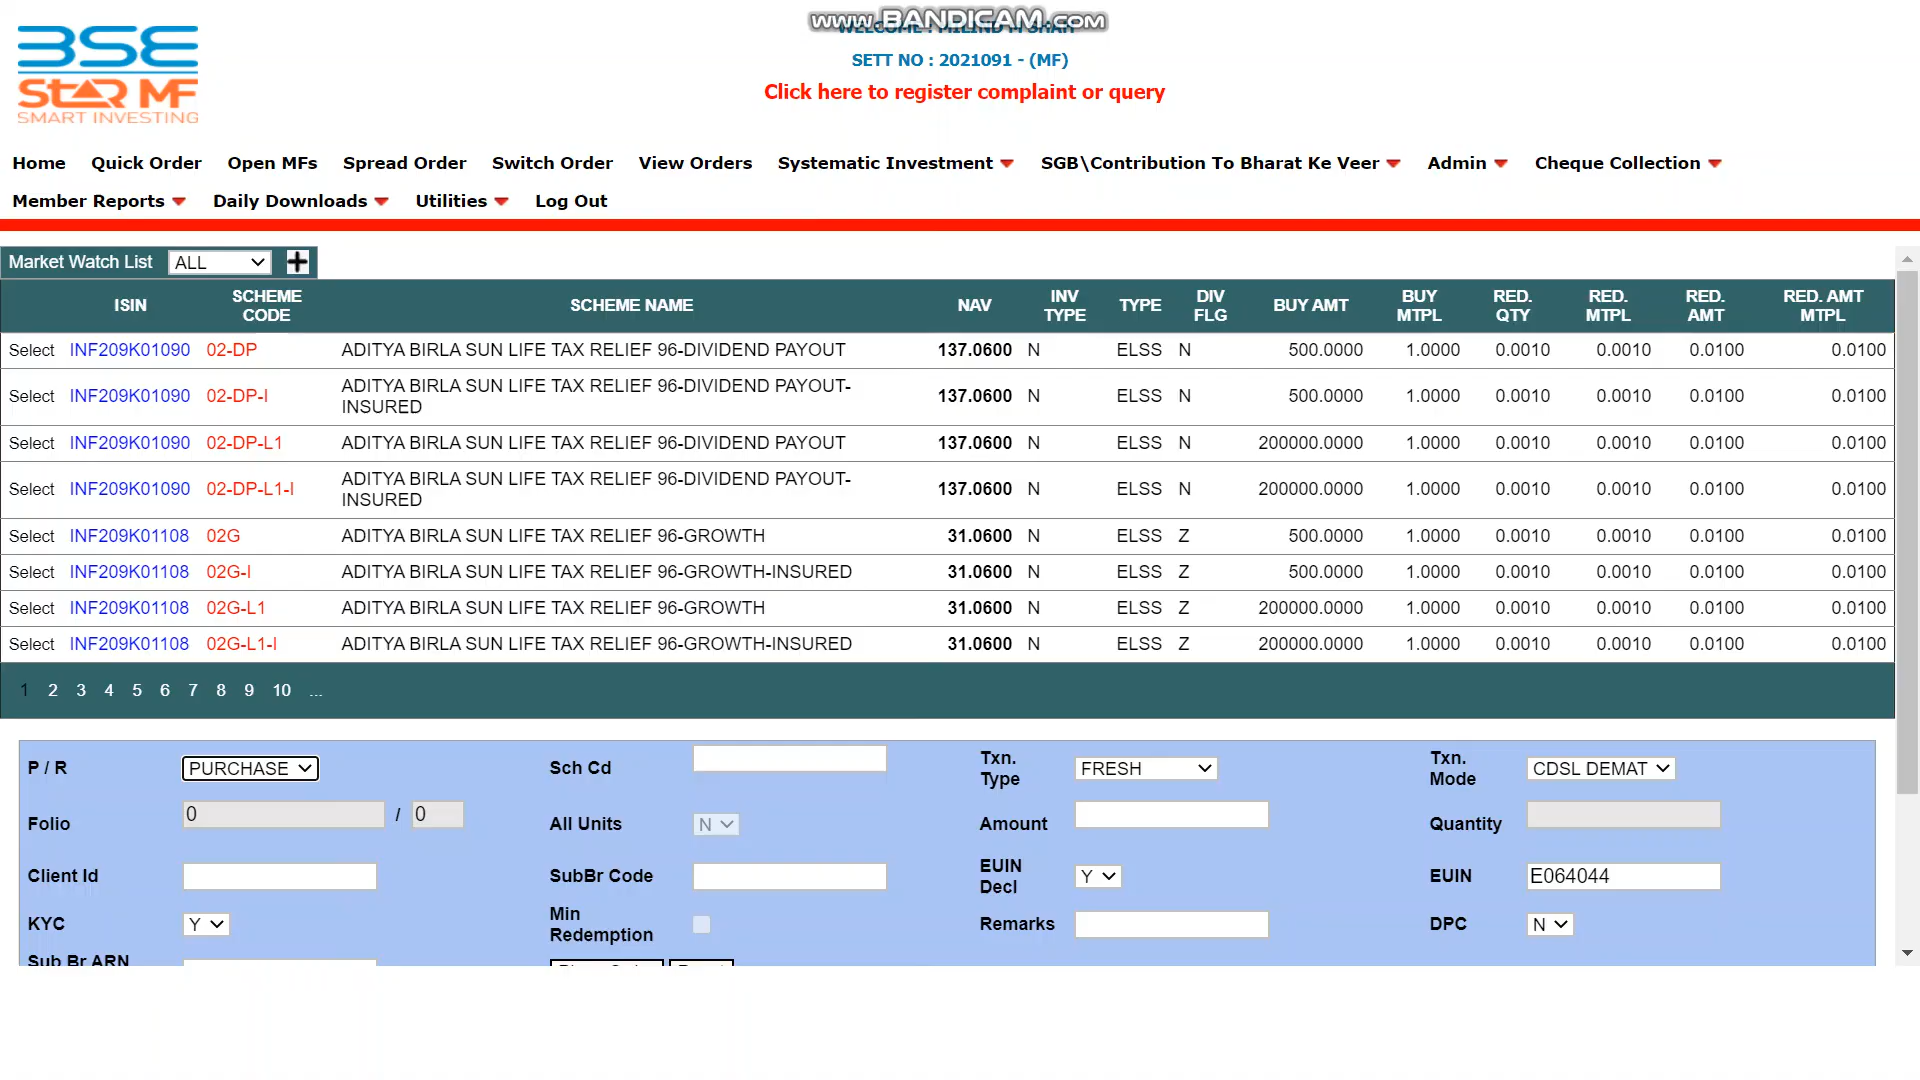 www.BANDICAM.com
WELCOME : MILIND M SHAH
BSE
StAR MF
SMART INVESTING
SETT NO : 2021091 - (MF)
Click here to register complaint or query
Home Quick Order Open MFs Spread Order Switch Order View Orders Systematic Investment SGB\Contribution To Bharat Ke Veer Admin Cheque Collection
Member Reports Daily Downloads Utilities Log Out
Market Watch List ALL
ISIN SCHEME CODE SCHEME NAME NAV INV TYPE TYPE DIV FLG BUY AMT BUY MTPL RED. QTY RED. MTPL RED. AMT RED. AMT MTPL
Select INF209K01090 02-DP ADITYA BIRLA SUN LIFE TAX RELIEF 96-DIVIDEND PAYOUT 137.0600 N ELSS N 500.0000 1.0000 0.0010 0.0010 0.0100 0.0100
Select INF209K01090 02-DP-I ADITYA BIRLA SUN LIFE TAX RELIEF 96-DIVIDEND PAYOUT-INSURED 137.0600 N ELSS N 500.0000 1.0000 0.0010 0.0010 0.0100 0.0100
Select INF209K01090 02-DP-L1 ADITYA BIRLA SUN LIFE TAX RELIEF 96-DIVIDEND PAYOUT 137.0600 N ELSS N 200000.0000 1.0000 0.0010 0.0010 0.0100 0.0100
Select INF209K01090 02-DP-L1-I ADITYA BIRLA SUN LIFE TAX RELIEF 96-DIVIDEND PAYOUT-INSURED 137.0600 N ELSS N 200000.0000 1.0000 0.0010 0.0010 0.0100 0.0100
Select INF209K01108 02G ADITYA BIRLA SUN LIFE TAX RELIEF 96-GROWTH 31.0600 N ELSS Z 500.0000 1.0000 0.0010 0.0010 0.0100 0.0100
Select INF209K01108 02G-I ADITYA BIRLA SUN LIFE TAX RELIEF 96-GROWTH-INSURED 31.0600 N ELSS Z 500.0000 1.0000 0.0010 0.0010 0.0100 0.0100
Select INF209K01108 02G-L1 ADITYA BIRLA SUN LIFE TAX RELIEF 96-GROWTH 31.0600 N ELSS Z 200000.0000 1.0000 0.0010 0.0010 0.0100 0.0100
Select INF209K01108 02G-L1-I ADITYA BIRLA SUN LIFE TAX RELIEF 96-GROWTH-INSURED 31.0600 N ELSS Z 200000.0000 1.0000 0.0010 0.0010 0.0100 0.0100
1 2 3 4 5 6 7 8 9 10 ...
P / R PURCHASE Sch Cd Txn. Type FRESH Txn. Mode CDSL DEMAT
Folio 0 / 0 All Units N Amount Quantity
Client Id SubBr Code EUIN Decl Y EUIN E064044
KYC Y Min Redemption Remarks DPC N
Sub Br ARN